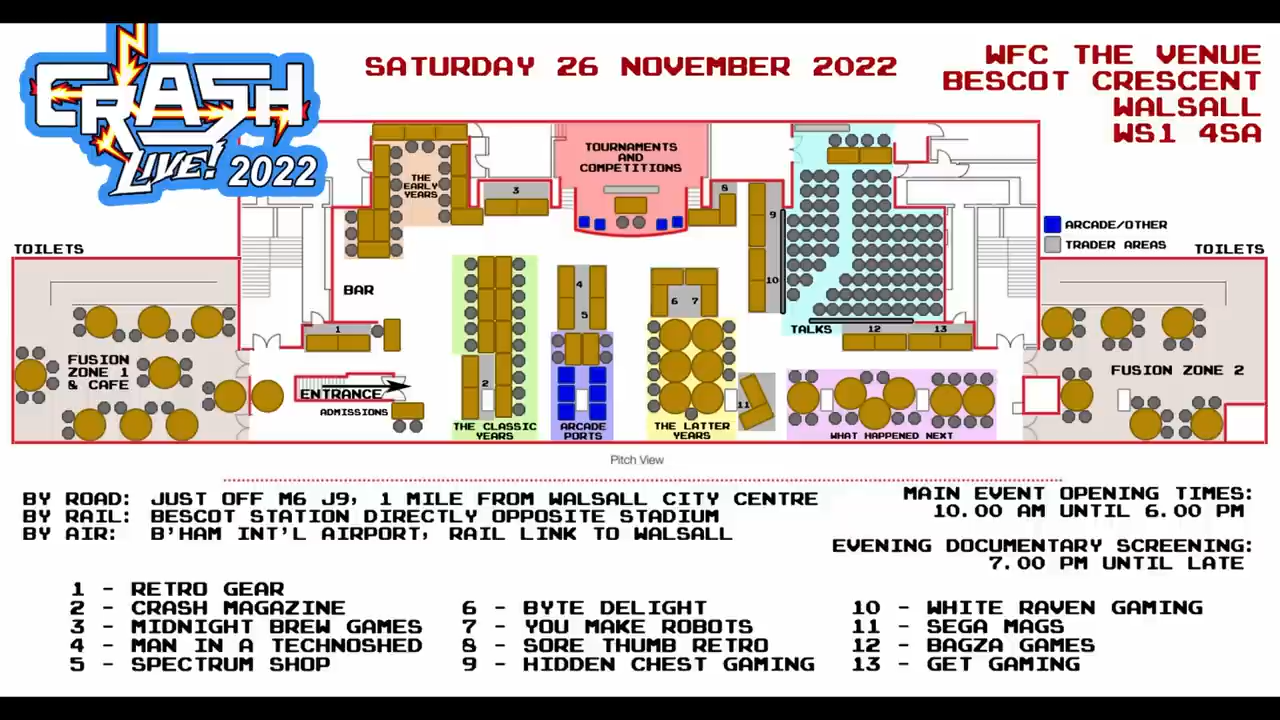 CRASH
LIVE! 2022
SATURDAY 26 NOVEMBER 2022
WFC THE VENUE
BESCOT CRESCENT
WALSALL
WS1 4SA
TOURNAMENTS
AND
COMPETITIONS
THE
EARLY
YEARS
3
8
9
10
ARCADE/OTHER
TRADER AREAS
TOILETS
TOILETS
BAR
4
5
6 7
1
TALKS
12
13
FUSION
ZONE 1
& CAFE
FUSION ZONE 2
ENTRANCE
ADMISSIONS
2
11
THE CLASSIC
YEARS
ARCADE
PORTS
THE LATTER
YEARS
WHAT HAPPENED NEXT
Pitch View
BY ROAD: JUST OFF M6 J9, 1 MILE FROM WALSALL CITY CENTRE
BY RAIL: BESCOT STATION DIRECTLY OPPOSITE STADIUM
BY AIR: B'HAM INT'L AIRPORT, RAIL LINK TO WALSALL
MAIN EVENT OPENING TIMES:
10.00 AM UNTIL 6.00 PM
EVENING DOCUMENTARY SCREENING:
7.00 PM UNTIL LATE
1 - RETRO GEAR
2 - CRASH MAGAZINE
3 - MIDNIGHT BREW GAMES
4 - MAN IN A TECHNOSHED
5 - SPECTRUM SHOP
6 - BYTE DELIGHT
7 - YOU MAKE ROBOTS
8 - SORE THUMB RETRO
9 - HIDDEN CHEST GAMING
10 - WHITE RAVEN GAMING
11 - SEGA MAGS
12 - BAGZA GAMES
13 - GET GAMING